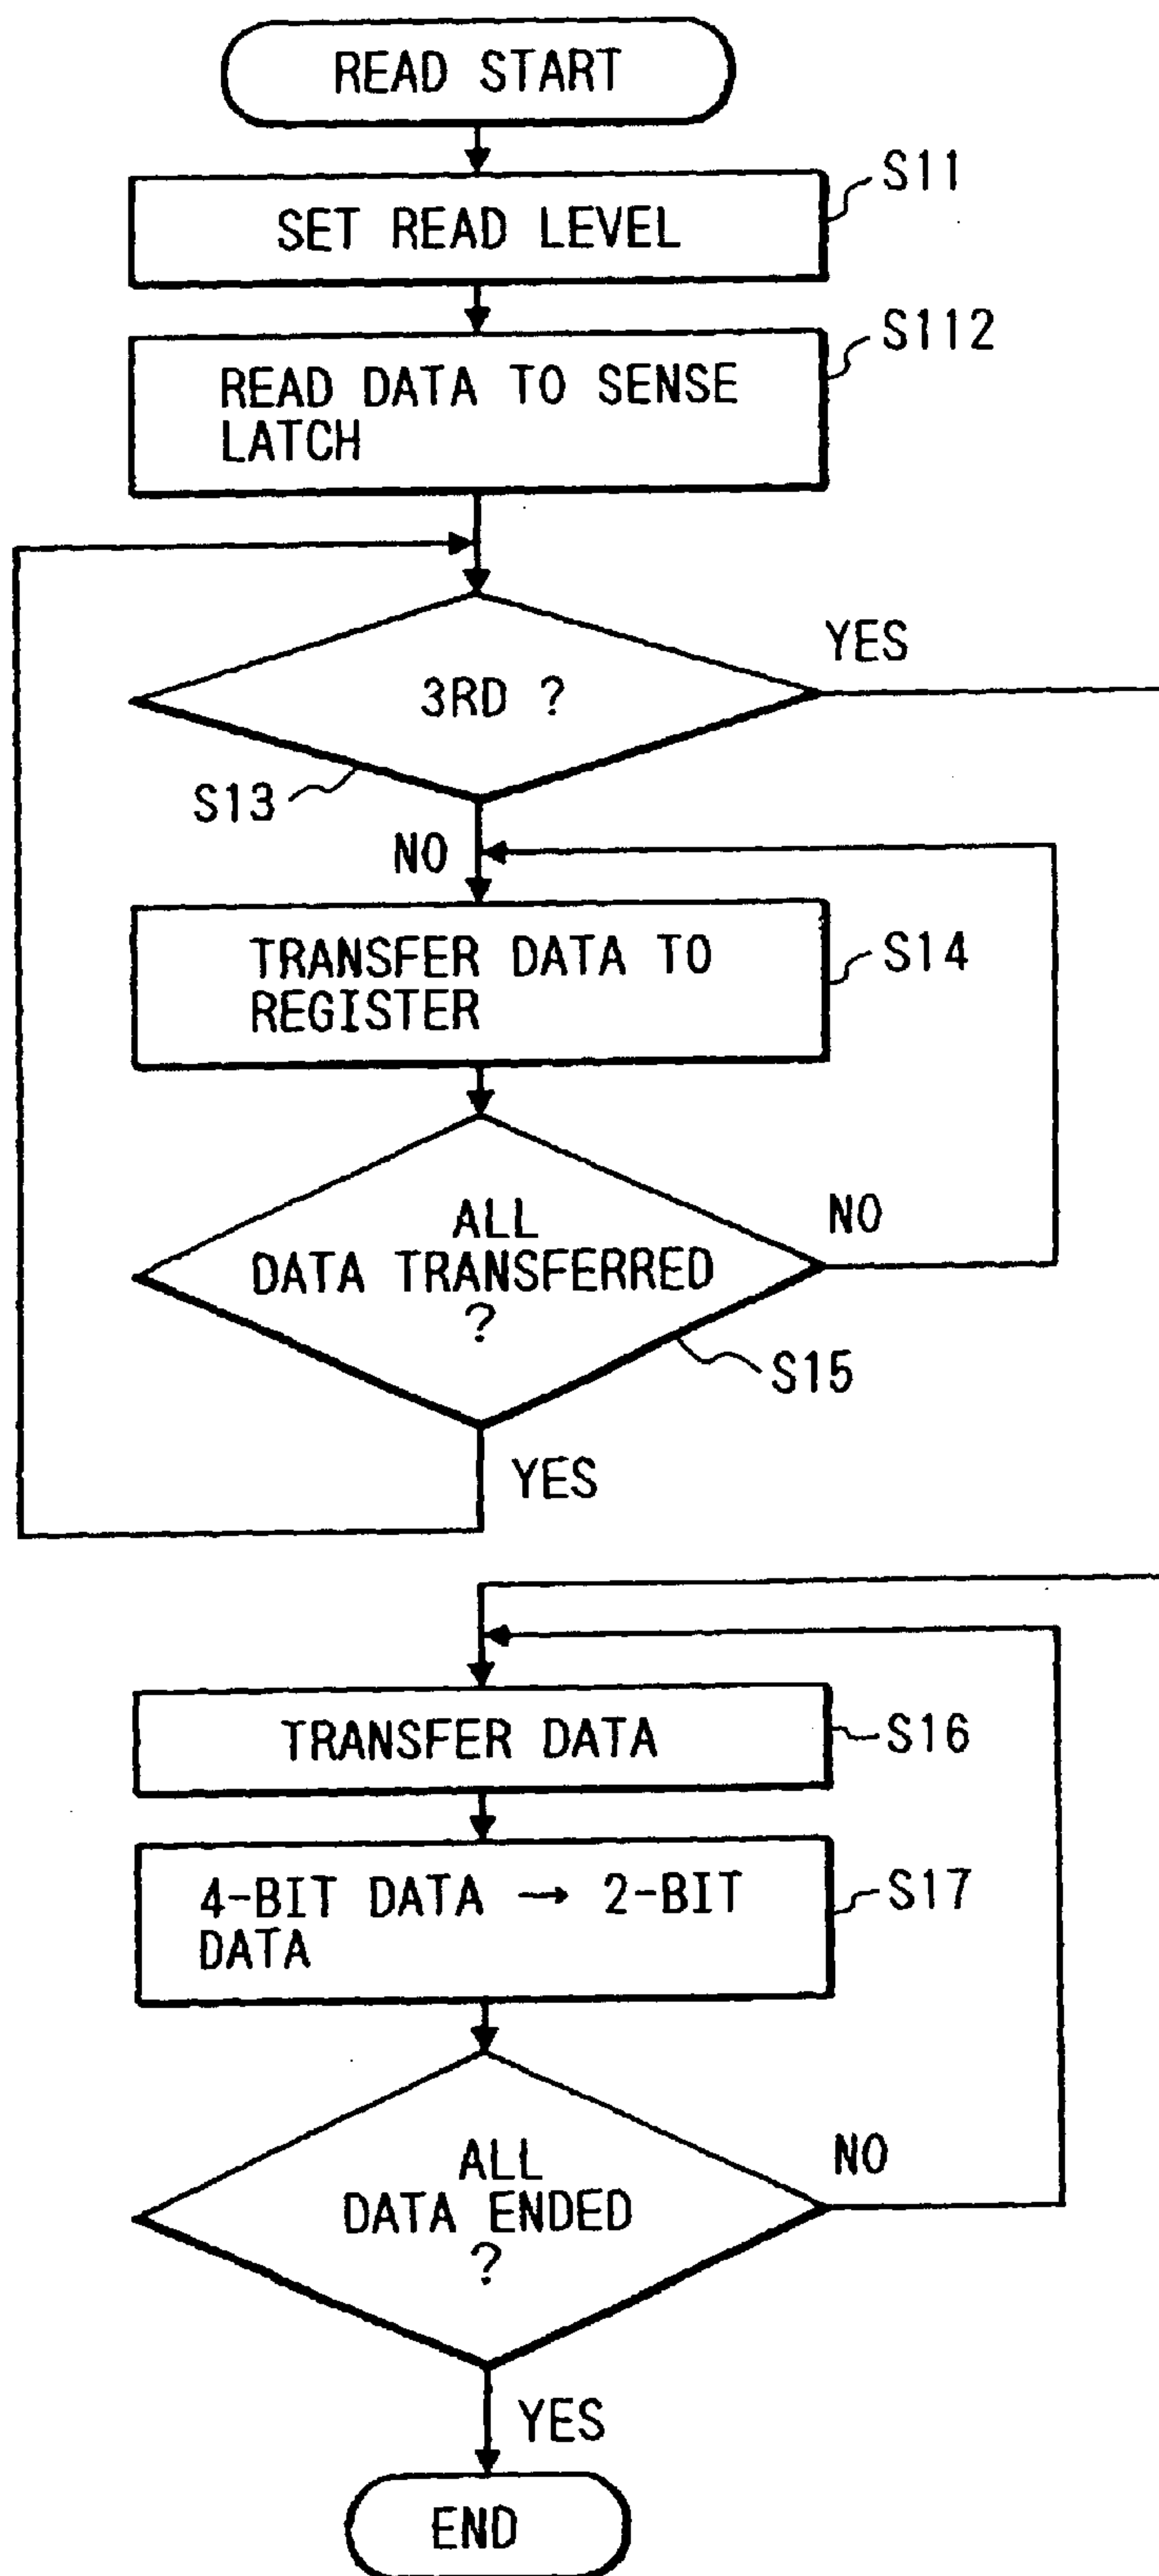 READ START
SET READ LEVEL
S11
READ DATA TO SENSE
LATCH
S112
3RD ?
YES
S13
NO
TRANSFER DATA TO
REGISTER
S14
ALL
DATA TRANSFERRED
?
NO
S15
YES
TRANSFER DATA
S16
4-BIT DATA → 2-BIT
DATA
S17
ALL
DATA ENDED
?
NO
YES
END